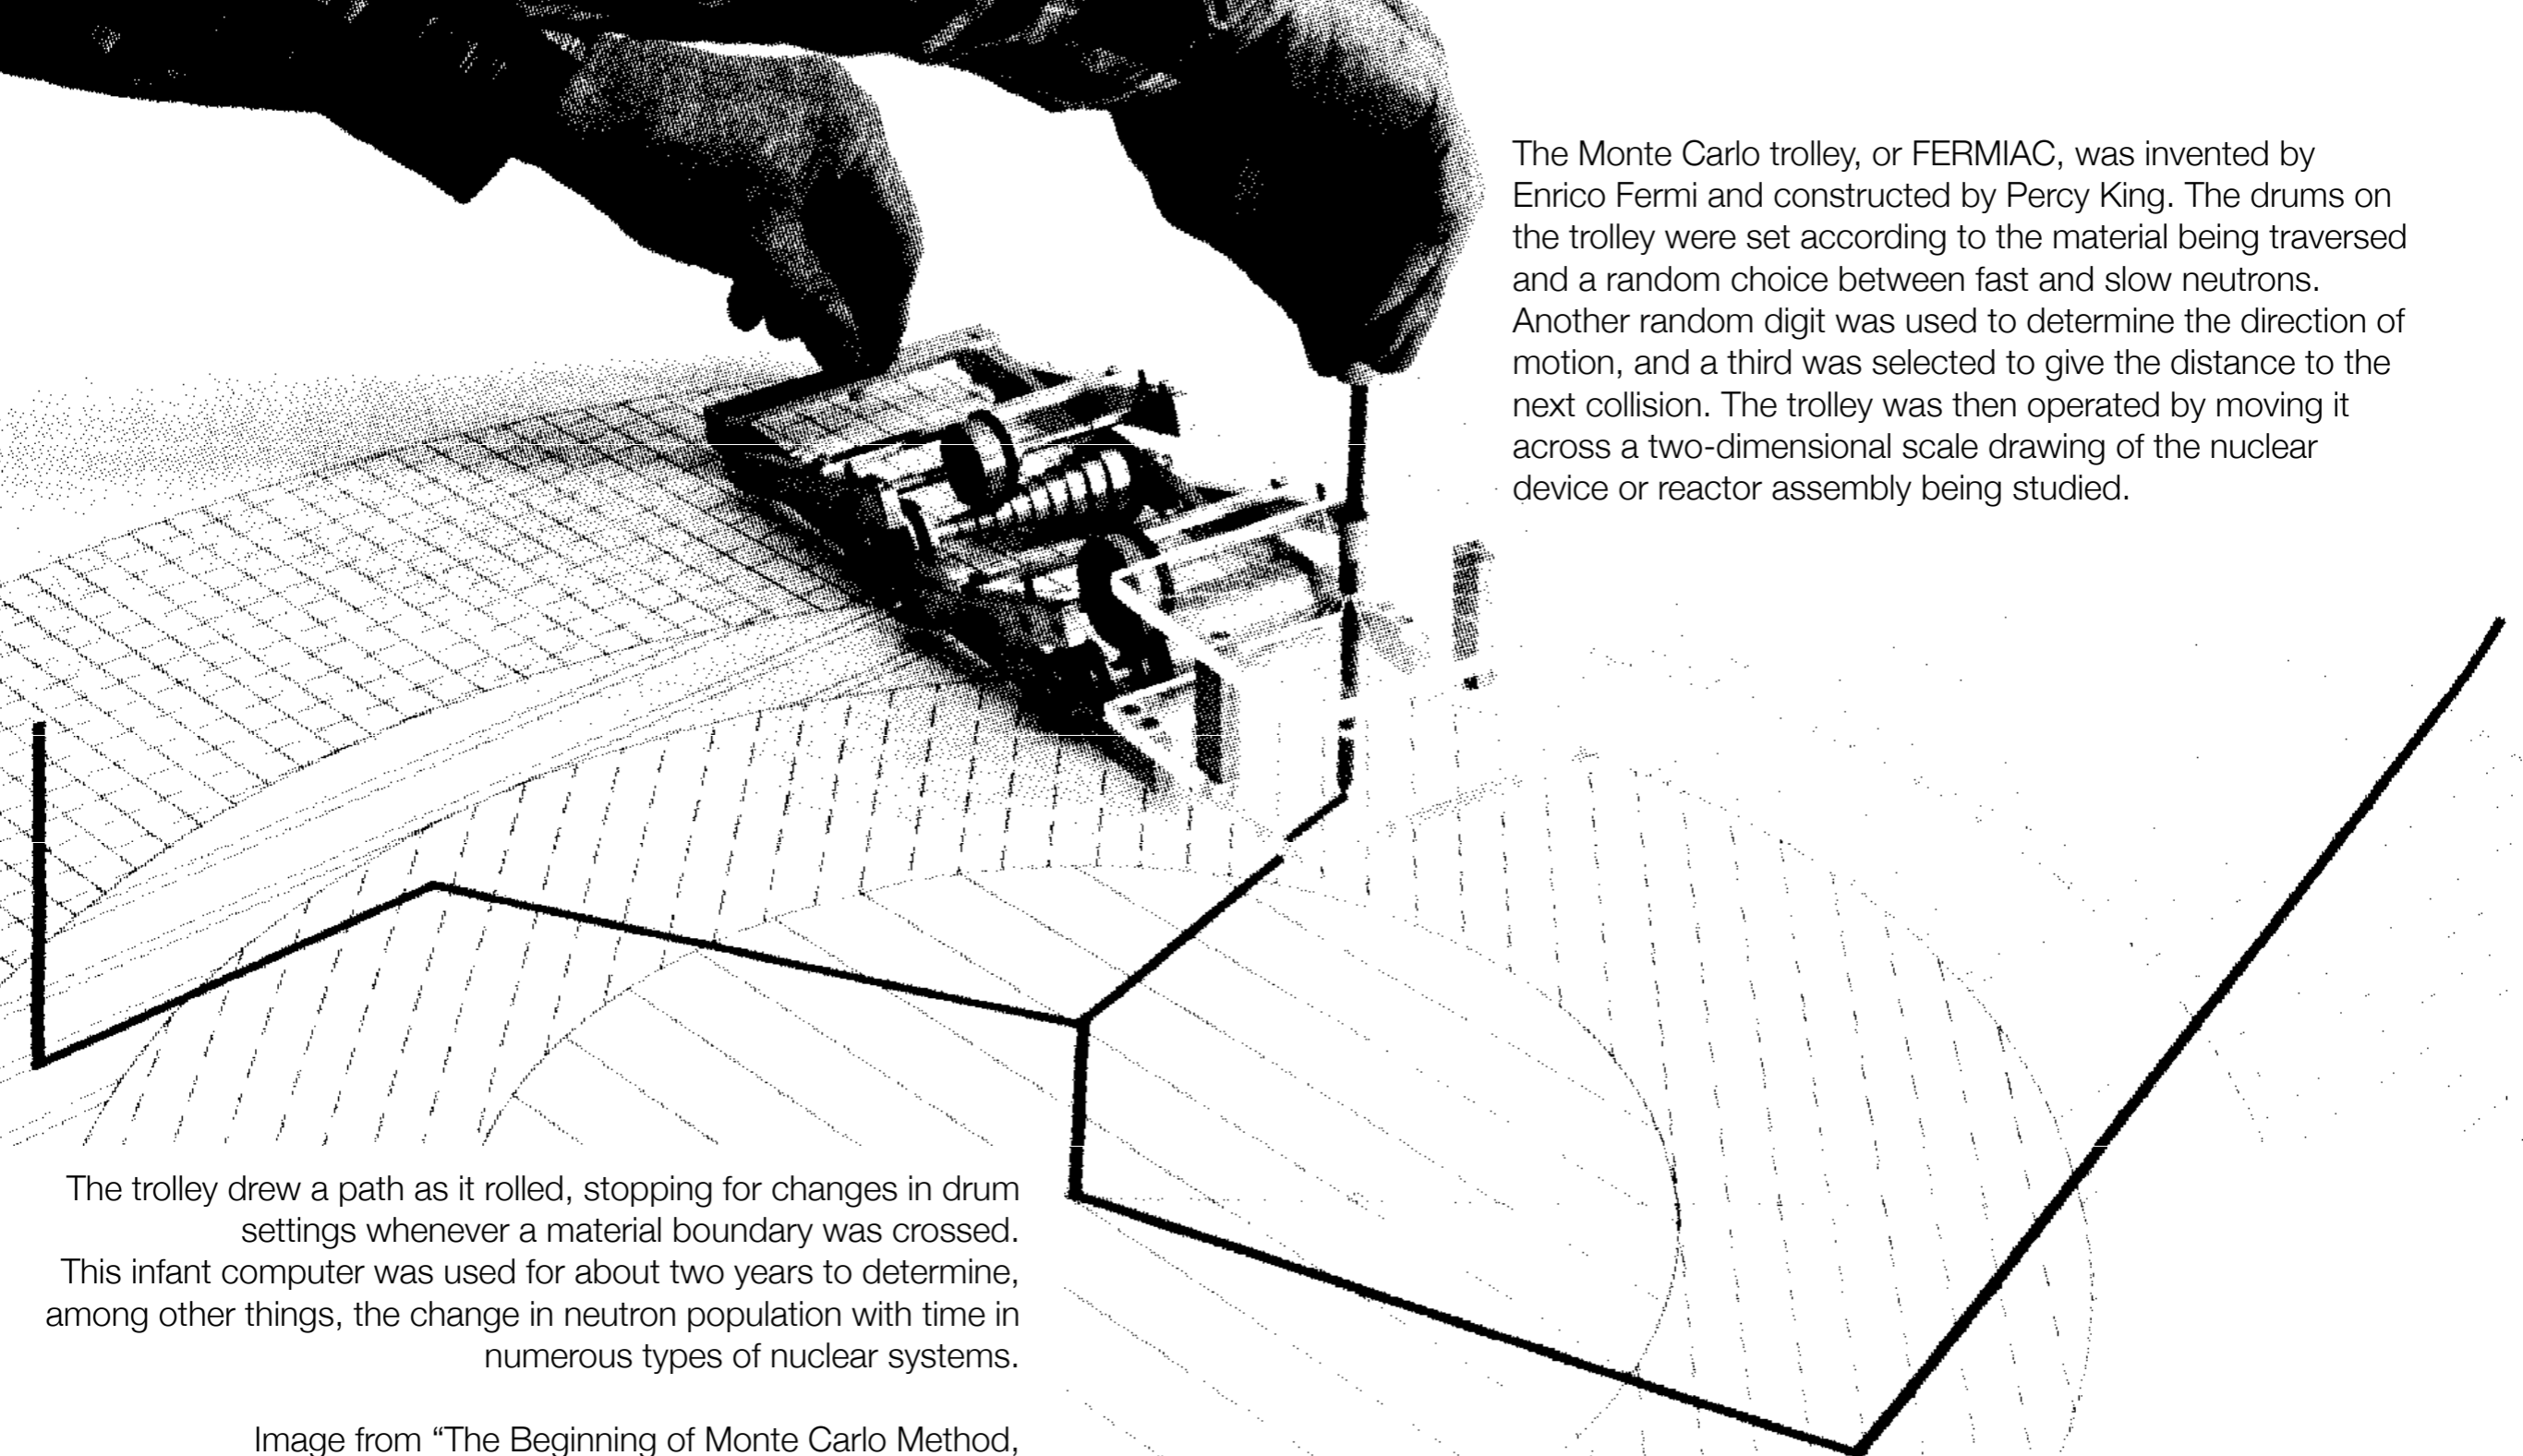 The Monte Carlo trolley, or FERMIAC, was invented by
Enrico Fermi and constructed by Percy King. The drums on
the trolley were set according to the material being traversed
and a random choice between fast and slow neutrons.
Another random digit was used to determine the direction of
motion, and a third was selected to give the distance to the
next collision. The trolley was then operated by moving it
across a two-dimensional scale drawing of the nuclear
device or reactor assembly being studied.
The trolley drew a path as it rolled, stopping for changes in drum
settings whenever a material boundary was crossed.
This infant computer was used for about two years to determine,
among other things, the change in neutron population with time in
numerous types of nuclear systems.
Image from “The Beginning of Monte Carlo Method,